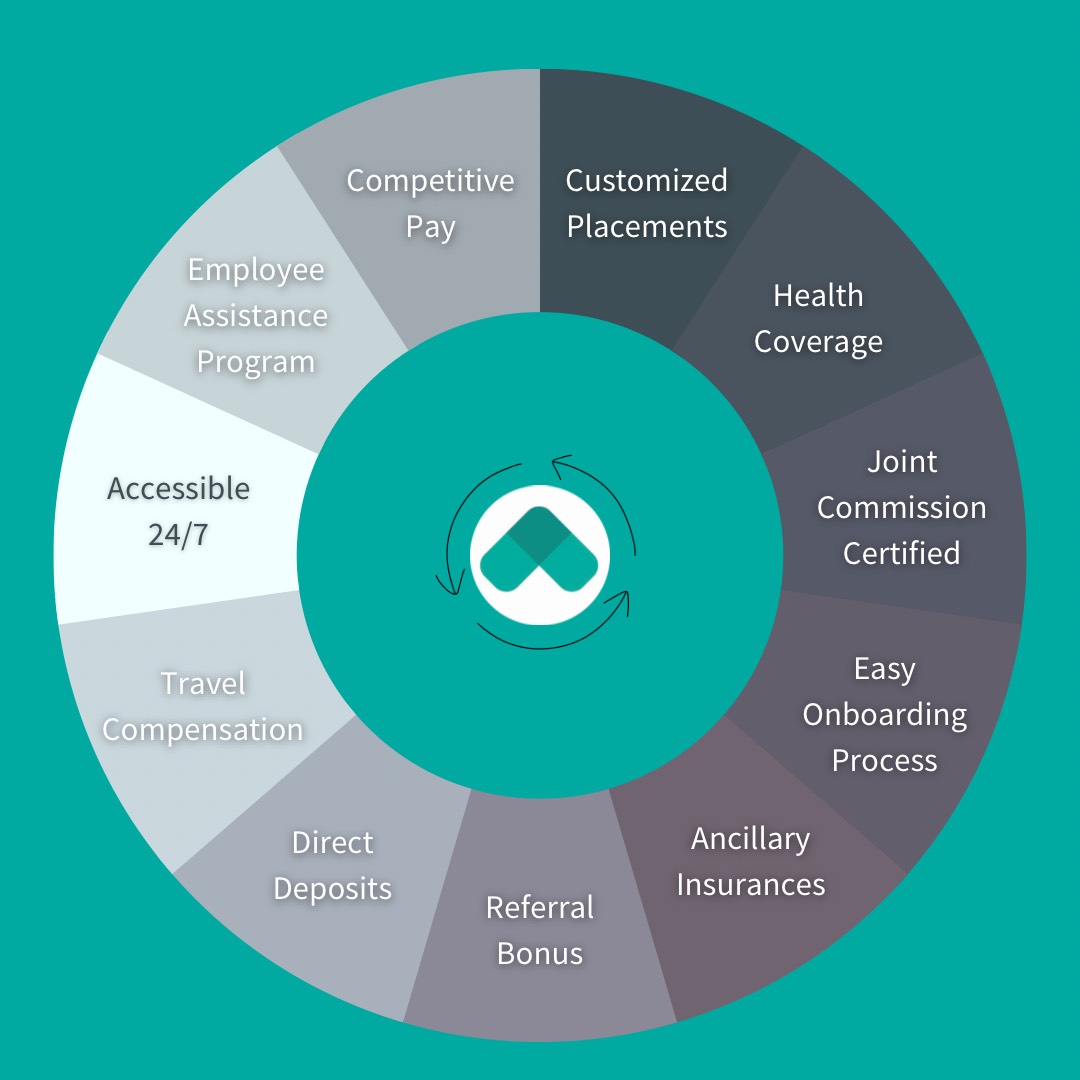 Customized
Placements
Health
Coverage
Joint
Commission
Certified
Easy
Onboarding
Process
Ancillary
Insurances
Referral
Bonus
Direct
Deposits
Travel
Compensation
Accessible
24/7
Employee
Assistance
Program
Competitive
Pay